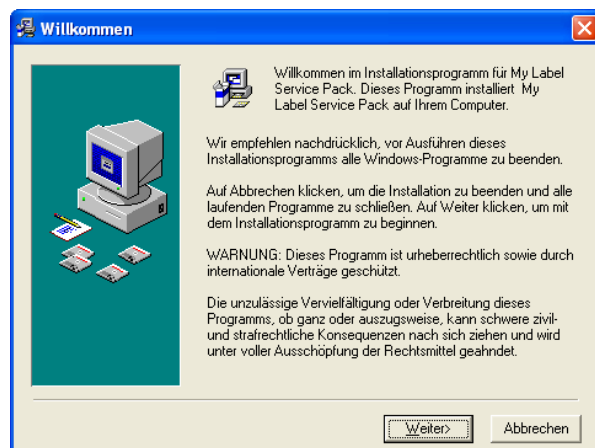 Willkommen
Willkommen im Installationsprogramm für My Label
Service Pack. Dieses Programm installiert My
Label Service Pack auf Ihrem Computer.
Wir empfehlen nachdrücklich, vor Ausführen dieses
Installationsprogramms alle Windows-Programme zu beenden.
Auf Abbrechen klicken, um die Installation zu beenden und alle
laufenden Programme zu schließen. Auf Weiter klicken, um mit
dem Installationsprogramm zu beginnen.
WARNUNG: Dieses Programm ist urheberrechtlich sowie durch
internationale Verträge geschützt.
Die unzulässige Vervielfältigung oder Verbreitung dieses
Programms, ob ganz oder auszugsweise, kann schwere zivil-
und strafrechtliche Konsequenzen nach sich ziehen und wird
unter voller Ausschöpfung der Rechtsmittel geahndet.
Weiter>
Abbrechen